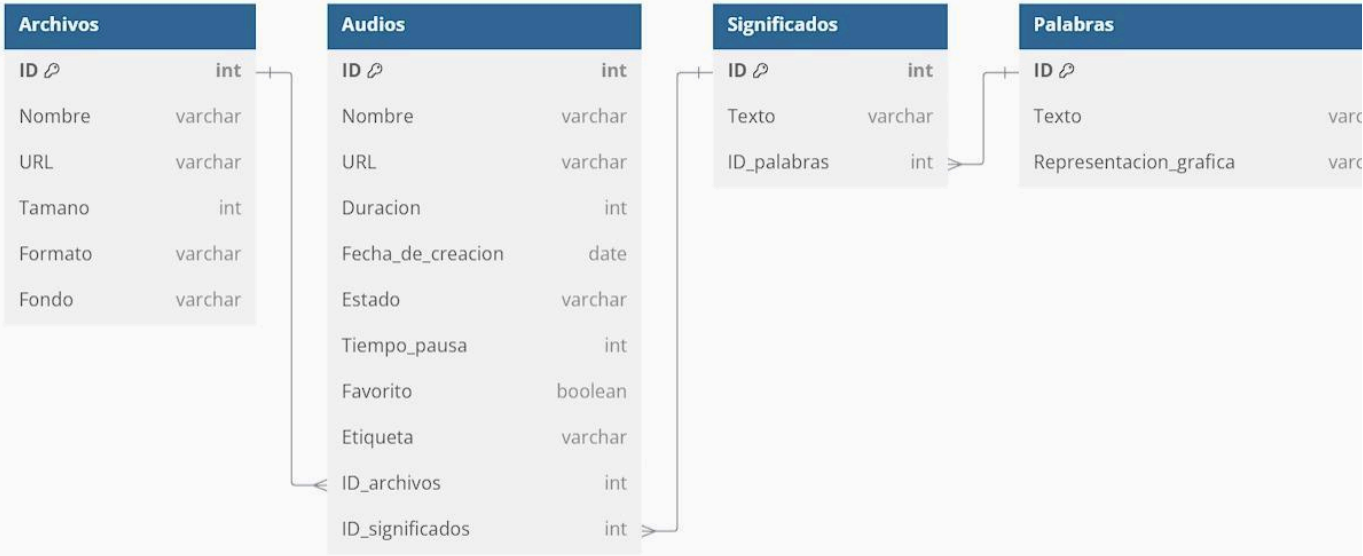 Archivos
ID int
Nombre varchar
URL varchar
Tamano int
Formato varchar
Fondo varchar
Audios
ID int
Nombre varchar
URL varchar
Duracion int
Fecha_de_creacion date
Estado varchar
Tiempo_pausa int
Favorito boolean
Etiqueta varchar
ID_archivos int
ID_significados int
Significados
ID int
Texto varchar
ID_palabras int
Palabras
ID
Texto
Representacion_grafica